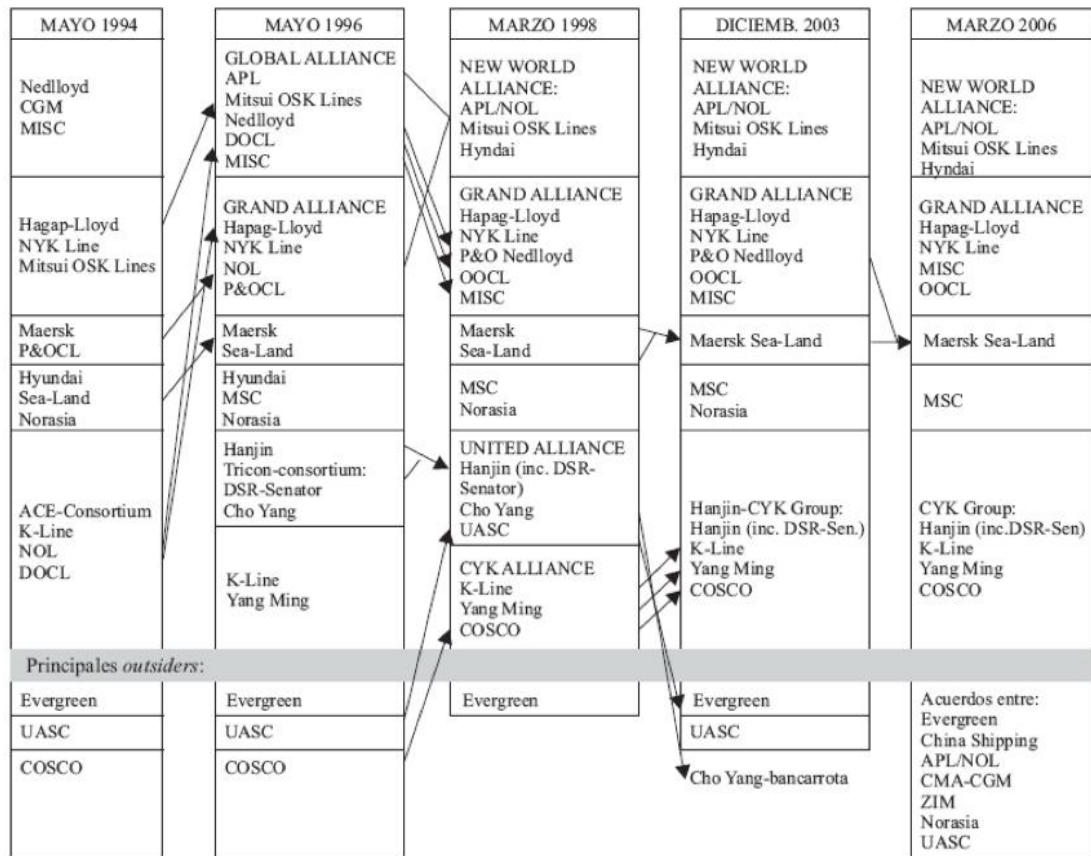 MAYO 1994
Nedlloyd
CGM
MISC
Hagap-Lloyd
NYK Line
Mitsui OSK Lines
Maersk
P&OCL
Hyundai
Sea-Land
Norasia
ACE-Consortium
K-Line
NOL
DOCL
MAYO 1996
GLOBAL ALLIANCE
APL
Mitsui OSK Lines
Nedlloyd
DOCL
MISC
GRAND ALLIANCE
Hapag-Lloyd
NYK Line
NOL
P&OCL
Maersk
Sea-Land
Hyundai
MSC
Norasia
Hanjin
Tricon-consortium:
DSR-Senator
Cho Yang
K-Line
Yang Ming
MARZO 1998
NEW WORLD
ALLIANCE:
APL/NOL
Mitsui OSK Lines
Hyndai
GRAND ALLIANCE
Hapag-Lloyd
NYK Line
P&O Nedlloyd
OOCL
MISC
Maersk
Sea-Land
MSC
Norasia
UNITED ALLIANCE
Hanjin (inc. DSR-
Senator)
Cho Yang
UASC
CYK ALLIANCE
K-Line
Yang Ming
COSCO
DICIEMB. 2003
NEW WORLD
ALLIANCE:
APL/NOL
Mitsui OSK Lines
Hyndai
GRAND ALLIANCE
Hapag-Lloyd
NYK Line
P&O Nedlloyd
OOCL
MISC
Maersk Sea-Land
MSC
Norasia
Hanjin-CYK Group:
Hanjin (inc. DSR-Sen.)
K-Line
Yang Ming
COSCO
MARZO 2006
NEW WORLD
ALLIANCE:
APL/NOL
Mitsui OSK Lines
Hyndai
GRAND ALLIANCE
Hapag-Lloyd
NYK Line
MISC
OOCL
Maersk Sea-Land
MSC
CYK Group:
Hanjin (inc.DSR-Sen)
K-Line
Yang Ming
COSCO
Principales outsiders:
Evergreen
UASC
COSCO
Evergreen
UASC
COSCO
Evergreen
Evergreen
UASC
Cho Yang-bancarrota
Acuerdos entre:
Evergreen
China Shipping
APL/NOL
CMA-CGM
ZIM
Norasia
UASC